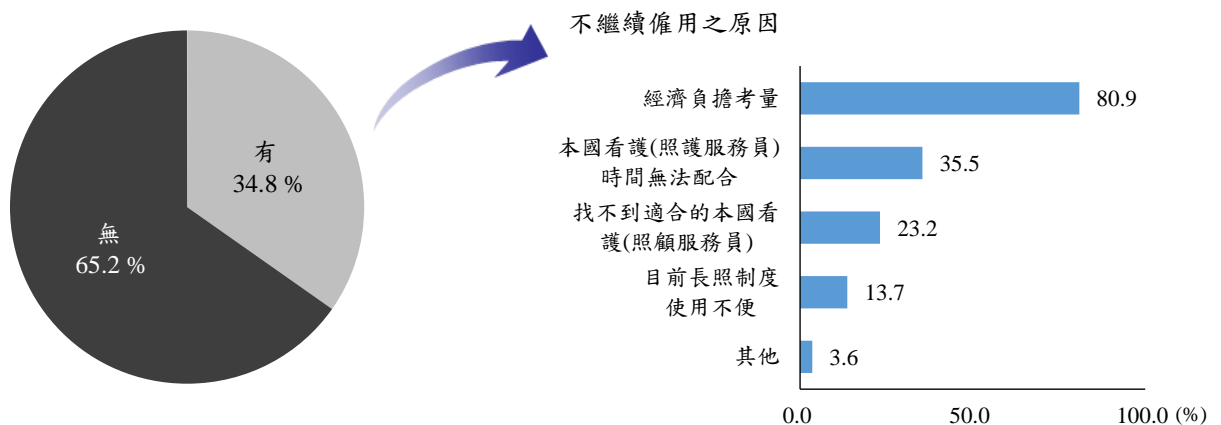 不繼續僱用之原因
有
34.8 %
無
65.2 %
經濟負擔考量
80.9
本國看護(照護服務員)
時間無法配合
35.5
找不到適合的本國看
護(照顧服務員)
23.2
目前長照制度
使用不便
13.7
其他
3.6
0.0 50.0 100.0 (%)